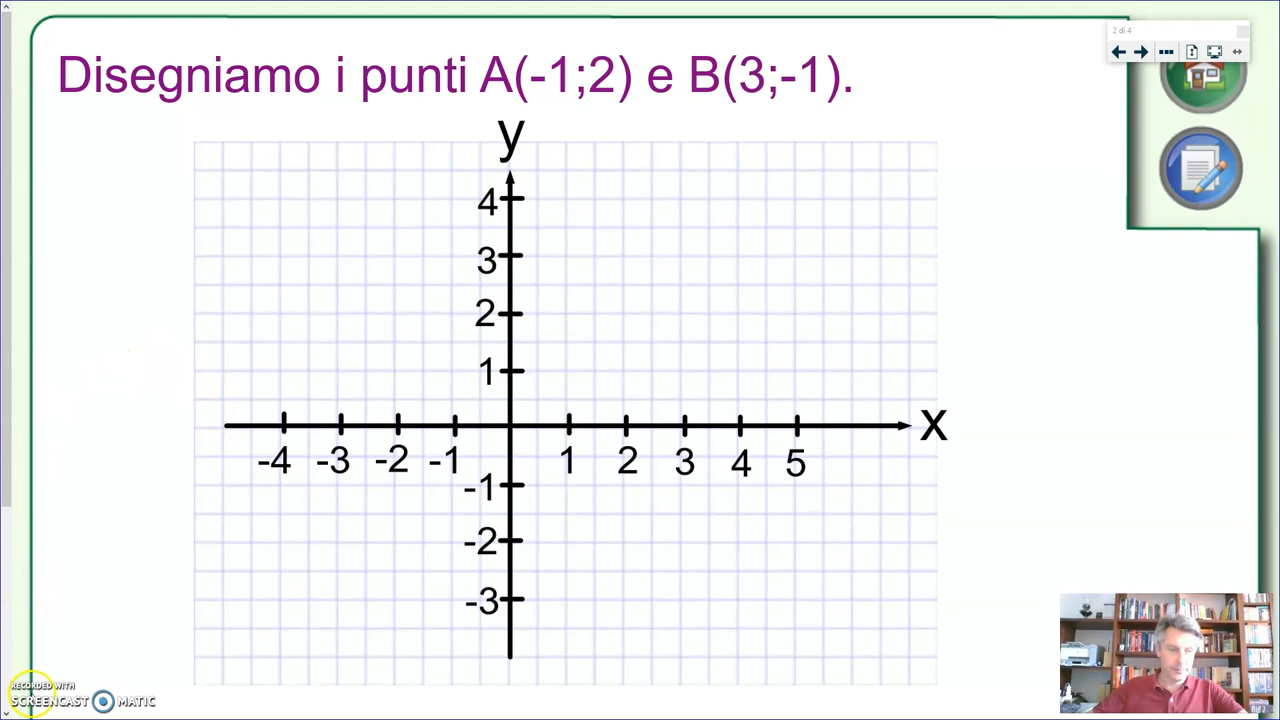 2 di 4
Disegniamo i punti A(-1;2) e B(3;-1).
y
4
3
2
1
x
-4 -3 -2 -1 1 2 3 4 5
-1
-2
-3
RECORDED WITH
SCREENCAST MATIC